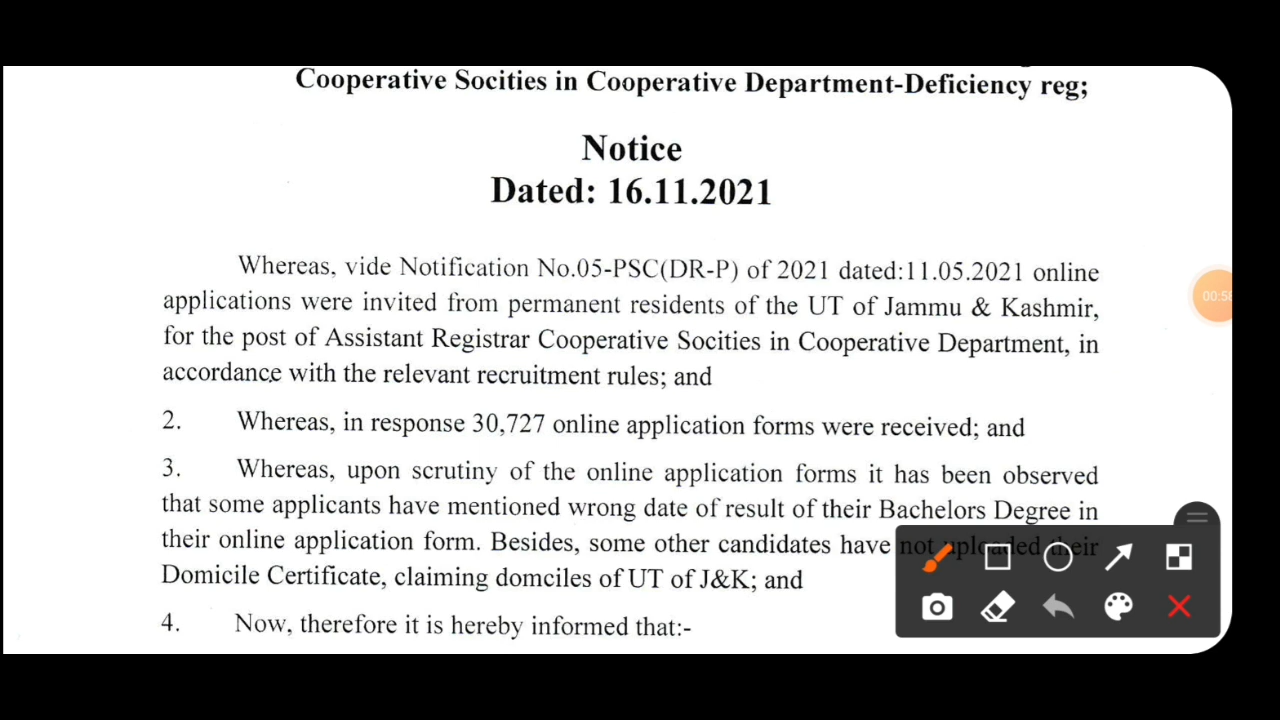 Cooperative Socities in Cooperative Department-Deficiency reg;
Notice
Dated: 16.11.2021
Whereas, vide Notification No.05-PSC(DR-P) of 2021 dated:11.05.2021 online
applications were invited from permanent residents of the UT of Jammu & Kashmir,
for the post of Assistant Registrar Cooperative Socities in Cooperative Department, in
accordance with the relevant recruitment rules; and
2. Whereas, in response 30,727 online application forms were received; and
3. Whereas, upon scrutiny of the online application forms it has been observed
that some applicants have mentioned wrong date of result of their Bachelors Degree in
their online application form. Besides, some other candidates have not uploaded their
Domicile Certificate, claiming domciles of UT of J&K; and
4. Now, therefore it is hereby informed that:-
00:58